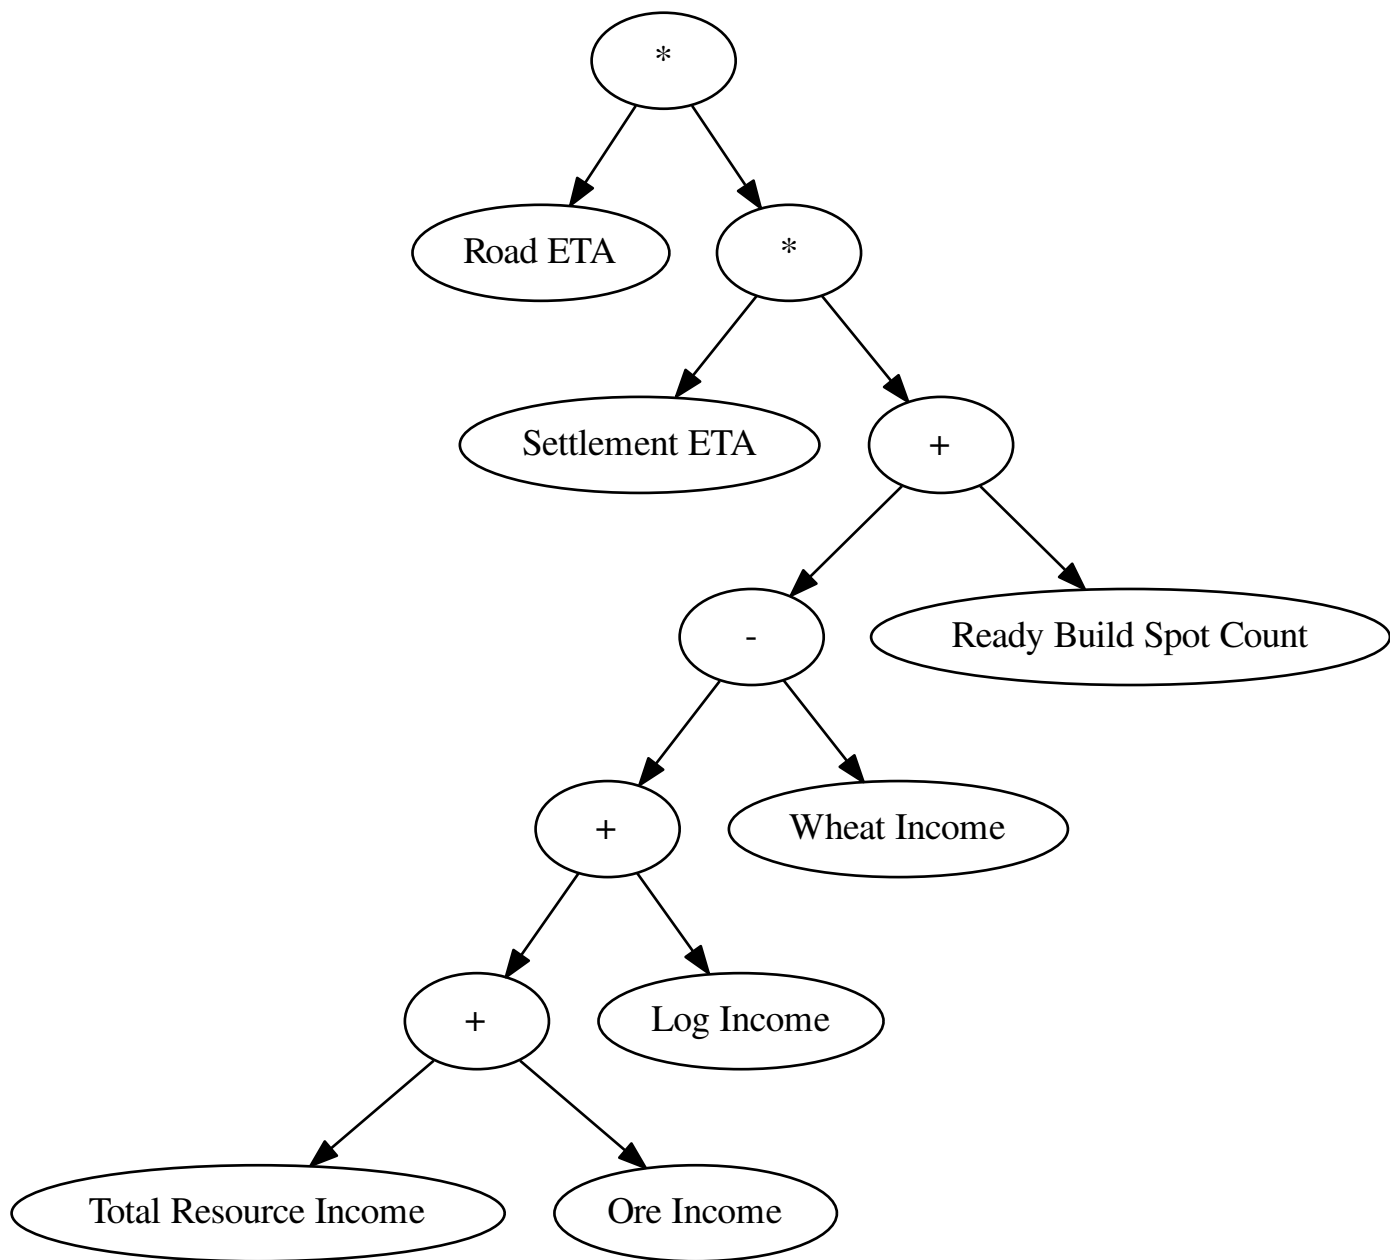 *
Road ETA
*
Settlement ETA
+
-
Ready Build Spot Count
+
Wheat Income
+
Log Income
Total Resource Income
Ore Income